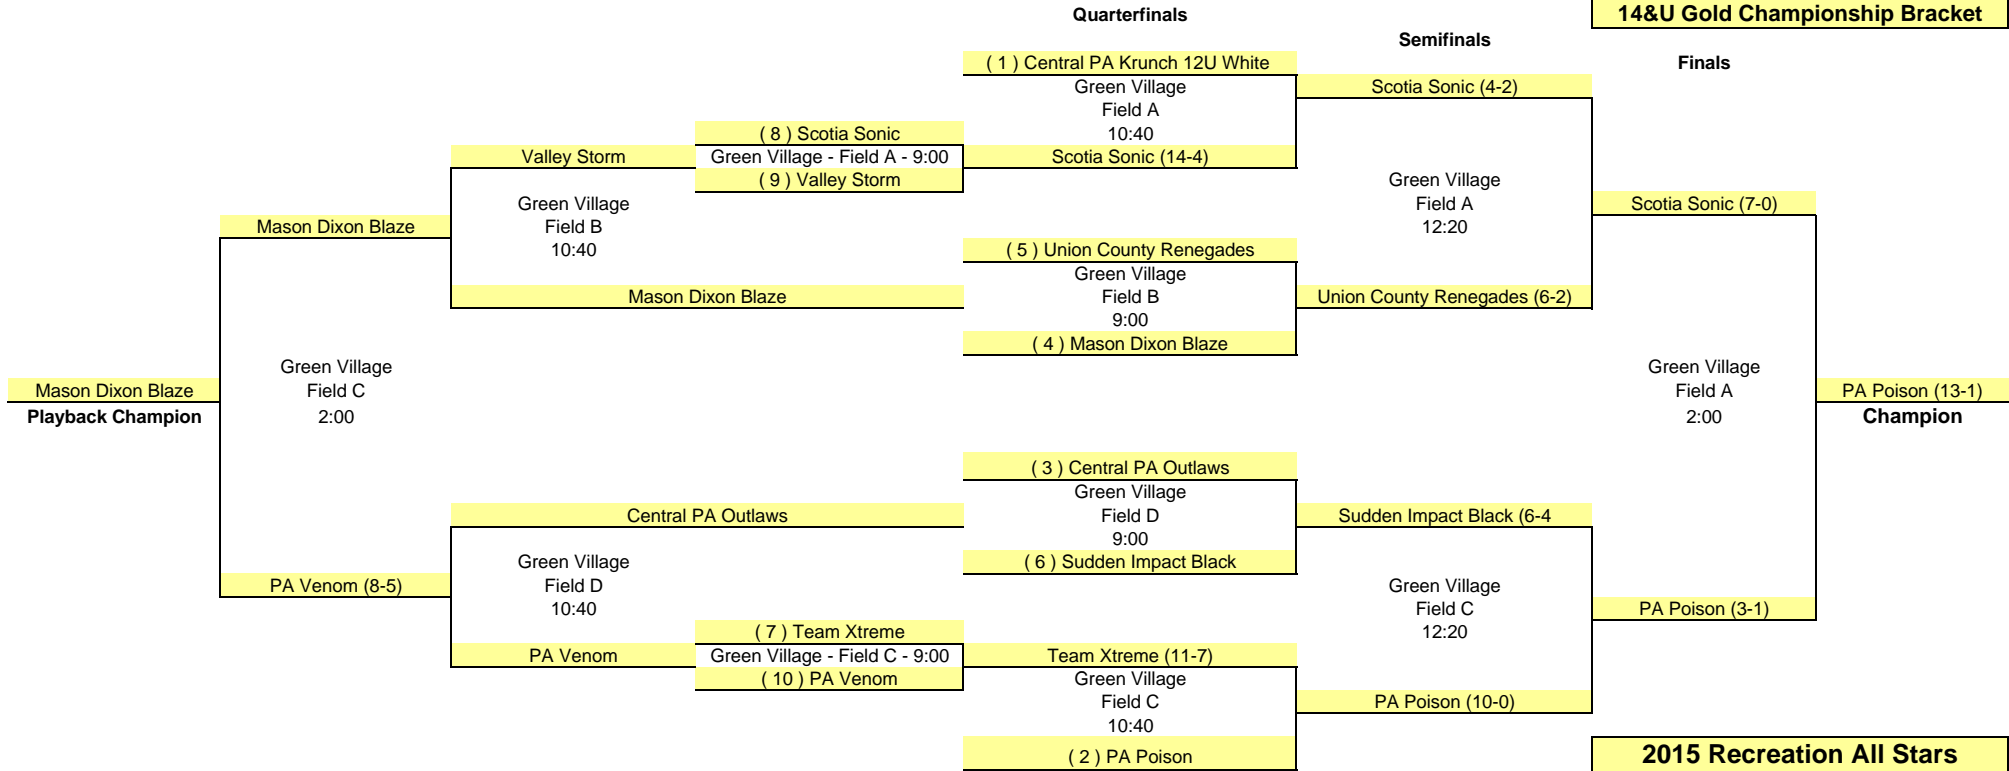 Quarterfinals
14&U Gold Championship Bracket
Semifinals
Finals
( 1 ) Central PA Krunch 12U White
Green Village
Field A
10:40
Scotia Sonic (4-2)
( 8 ) Scotia Sonic
Valley Storm
Green Village - Field A - 9:00
Scotia Sonic (14-4)
( 9 ) Valley Storm
Green Village
Field A
12:20
Green Village
Field B
10:40
Scotia Sonic (7-0)
Mason Dixon Blaze
( 5 ) Union County Renegades
Green Village
Field B
9:00
Mason Dixon Blaze
Union County Renegades (6-2)
( 4 ) Mason Dixon Blaze
Green Village
Field C
2:00
Green Village
Field A
2:00
Mason Dixon Blaze
Playback Champion
PA Poison (13-1)
Champion
( 3 ) Central PA Outlaws
Green Village
Field D
9:00
Central PA Outlaws
Sudden Impact Black (6-4
( 6 ) Sudden Impact Black
Green Village
Field D
10:40
PA Venom (8-5)
Green Village
Field C
12:20
PA Poison (3-1)
( 7 ) Team Xtreme
PA Venom
Green Village - Field C - 9:00
Team Xtreme (11-7)
( 10 ) PA Venom
Green Village
Field C
10:40
PA Poison (10-0)
( 2 ) PA Poison
2015 Recreation All Stars